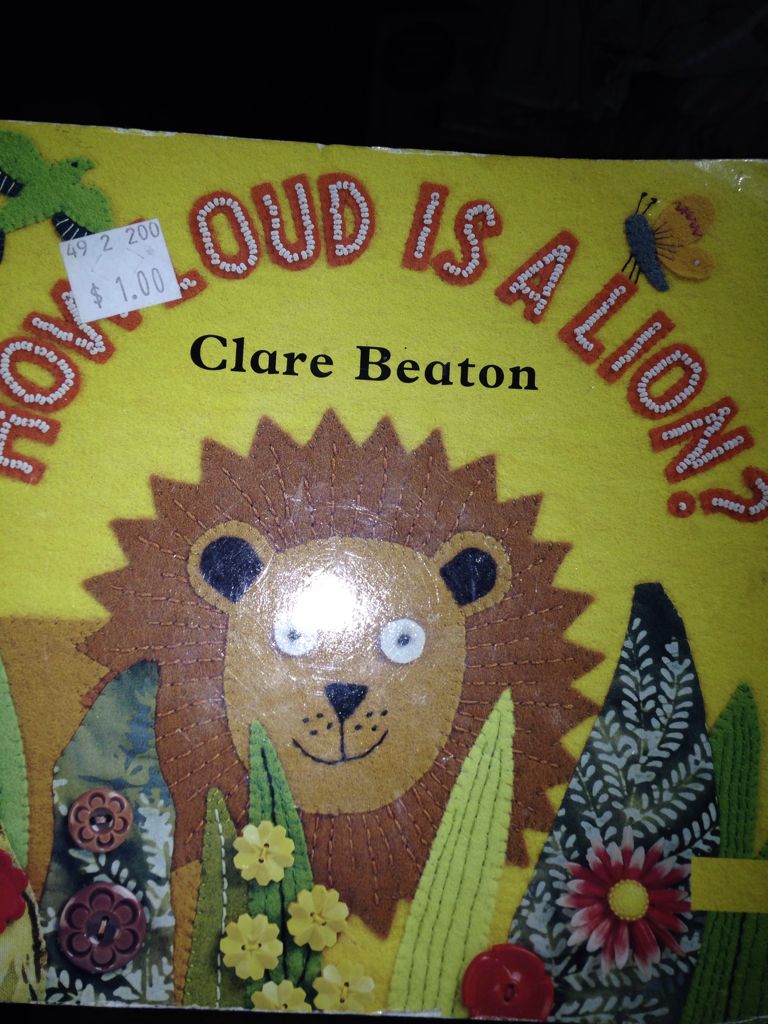 HOW LOUD IS A LION?
49 2 200
$ 1.00
Clare Beaton